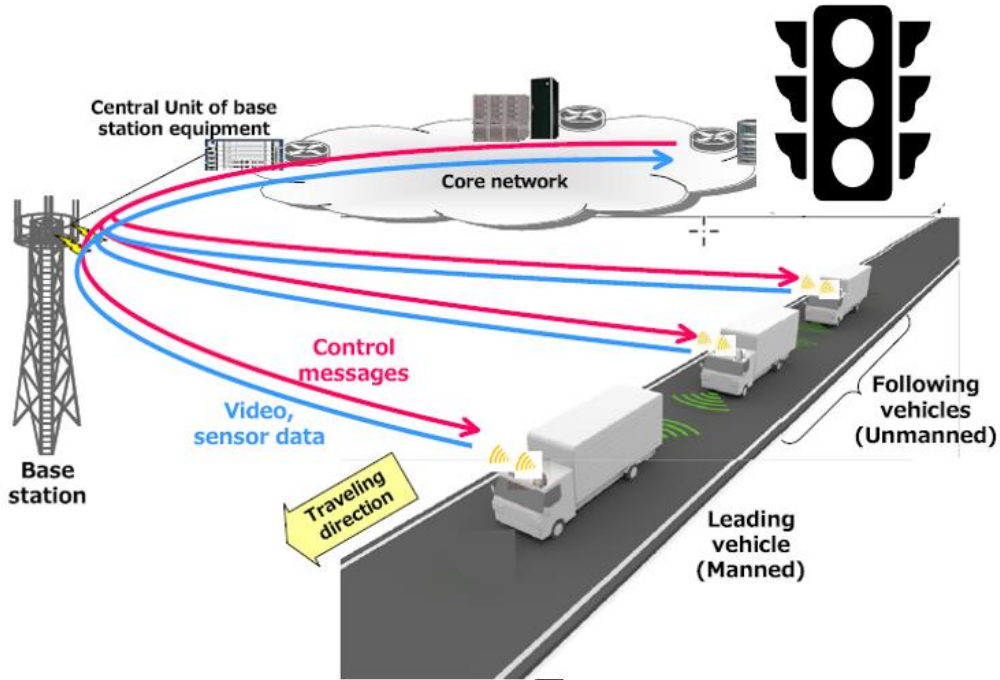 Central Unit of base
station equipment
Core network
Control
messages
Video,
sensor data
Base
station
Traveling
direction
Following
vehicles
(Unmanned)
Leading
vehicle
(Manned)